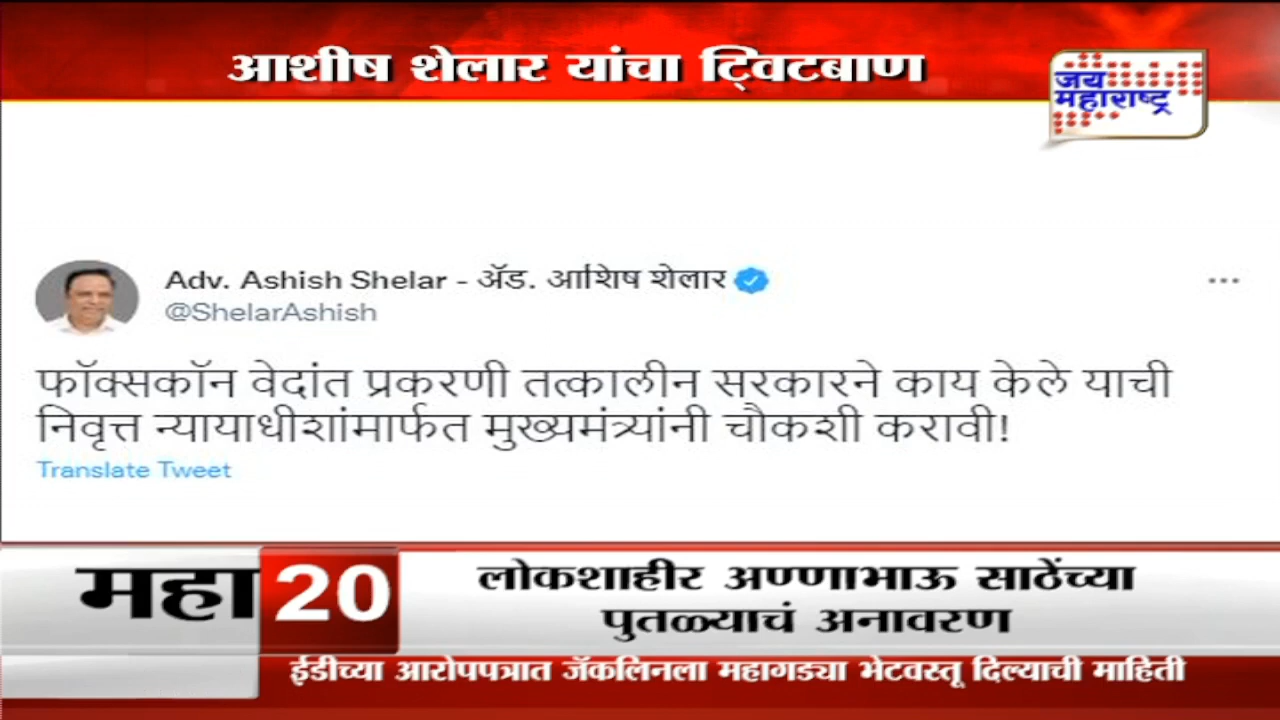 आशीष शेलार यांचा ट्विटबाण
जय
महाराष्ट्र
Adv. Ashish Shelar - ॲड. आशिष शेलार
@ShelarAshish
फॉक्सकॉन वेदांत प्रकरणी तत्कालीन सरकारने काय केले याची
निवृत्त न्यायाधीशांमार्फत मुख्यमंत्र्यांनी चौकशी करावी!
Translate Tweet
महा 20
लोकशाहीर अण्णाभाऊ साठेंच्या
पुतळ्याचं अनावरण
ईडीच्या आरोपपत्रात जॅकलिनला महागड्या भेटवस्तू दिल्याची माहिती